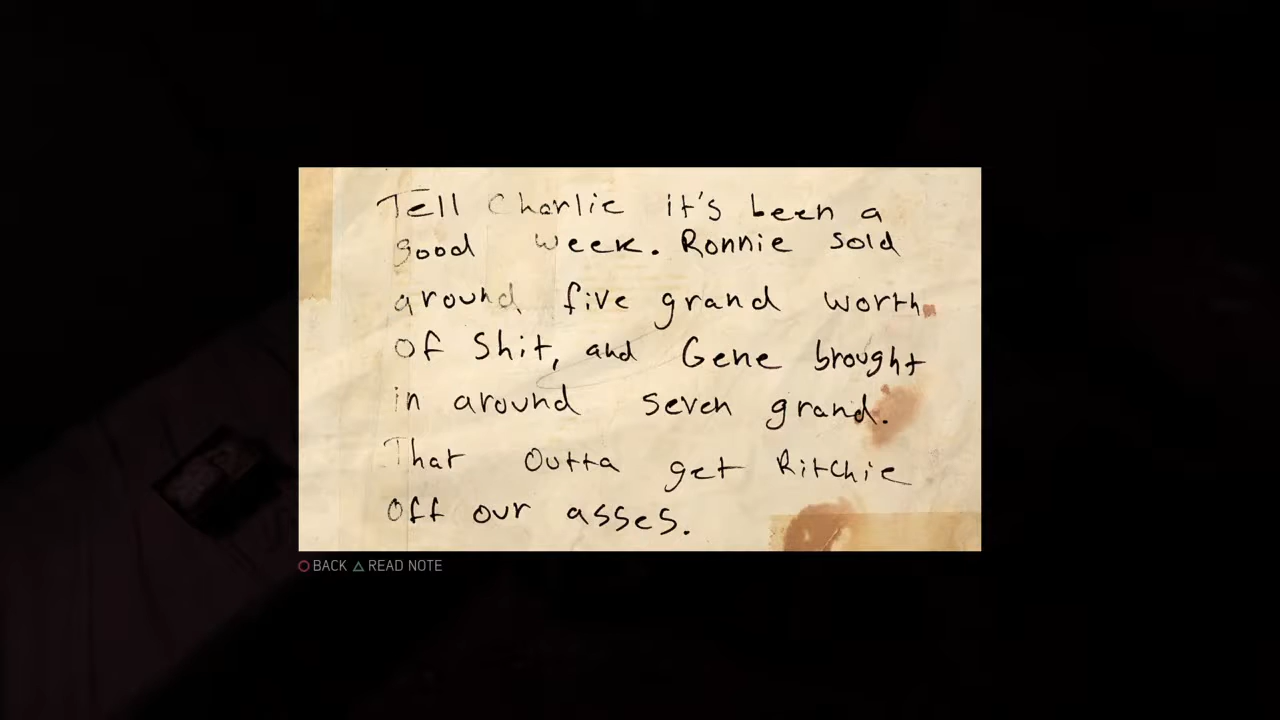 Tell Charlie it's been a
good week. Ronnie sold
around five grand worth
of shit, and Gene brought
in around seven grand.
That outta get Ritchie
off our asses.
BACK READ NOTE